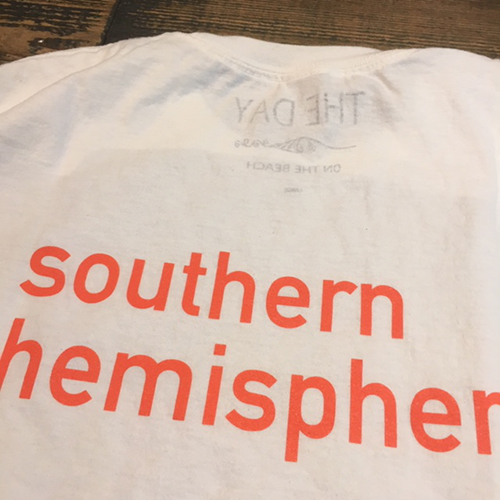 THE DAY
ON THE BEACH
southern
hemispher